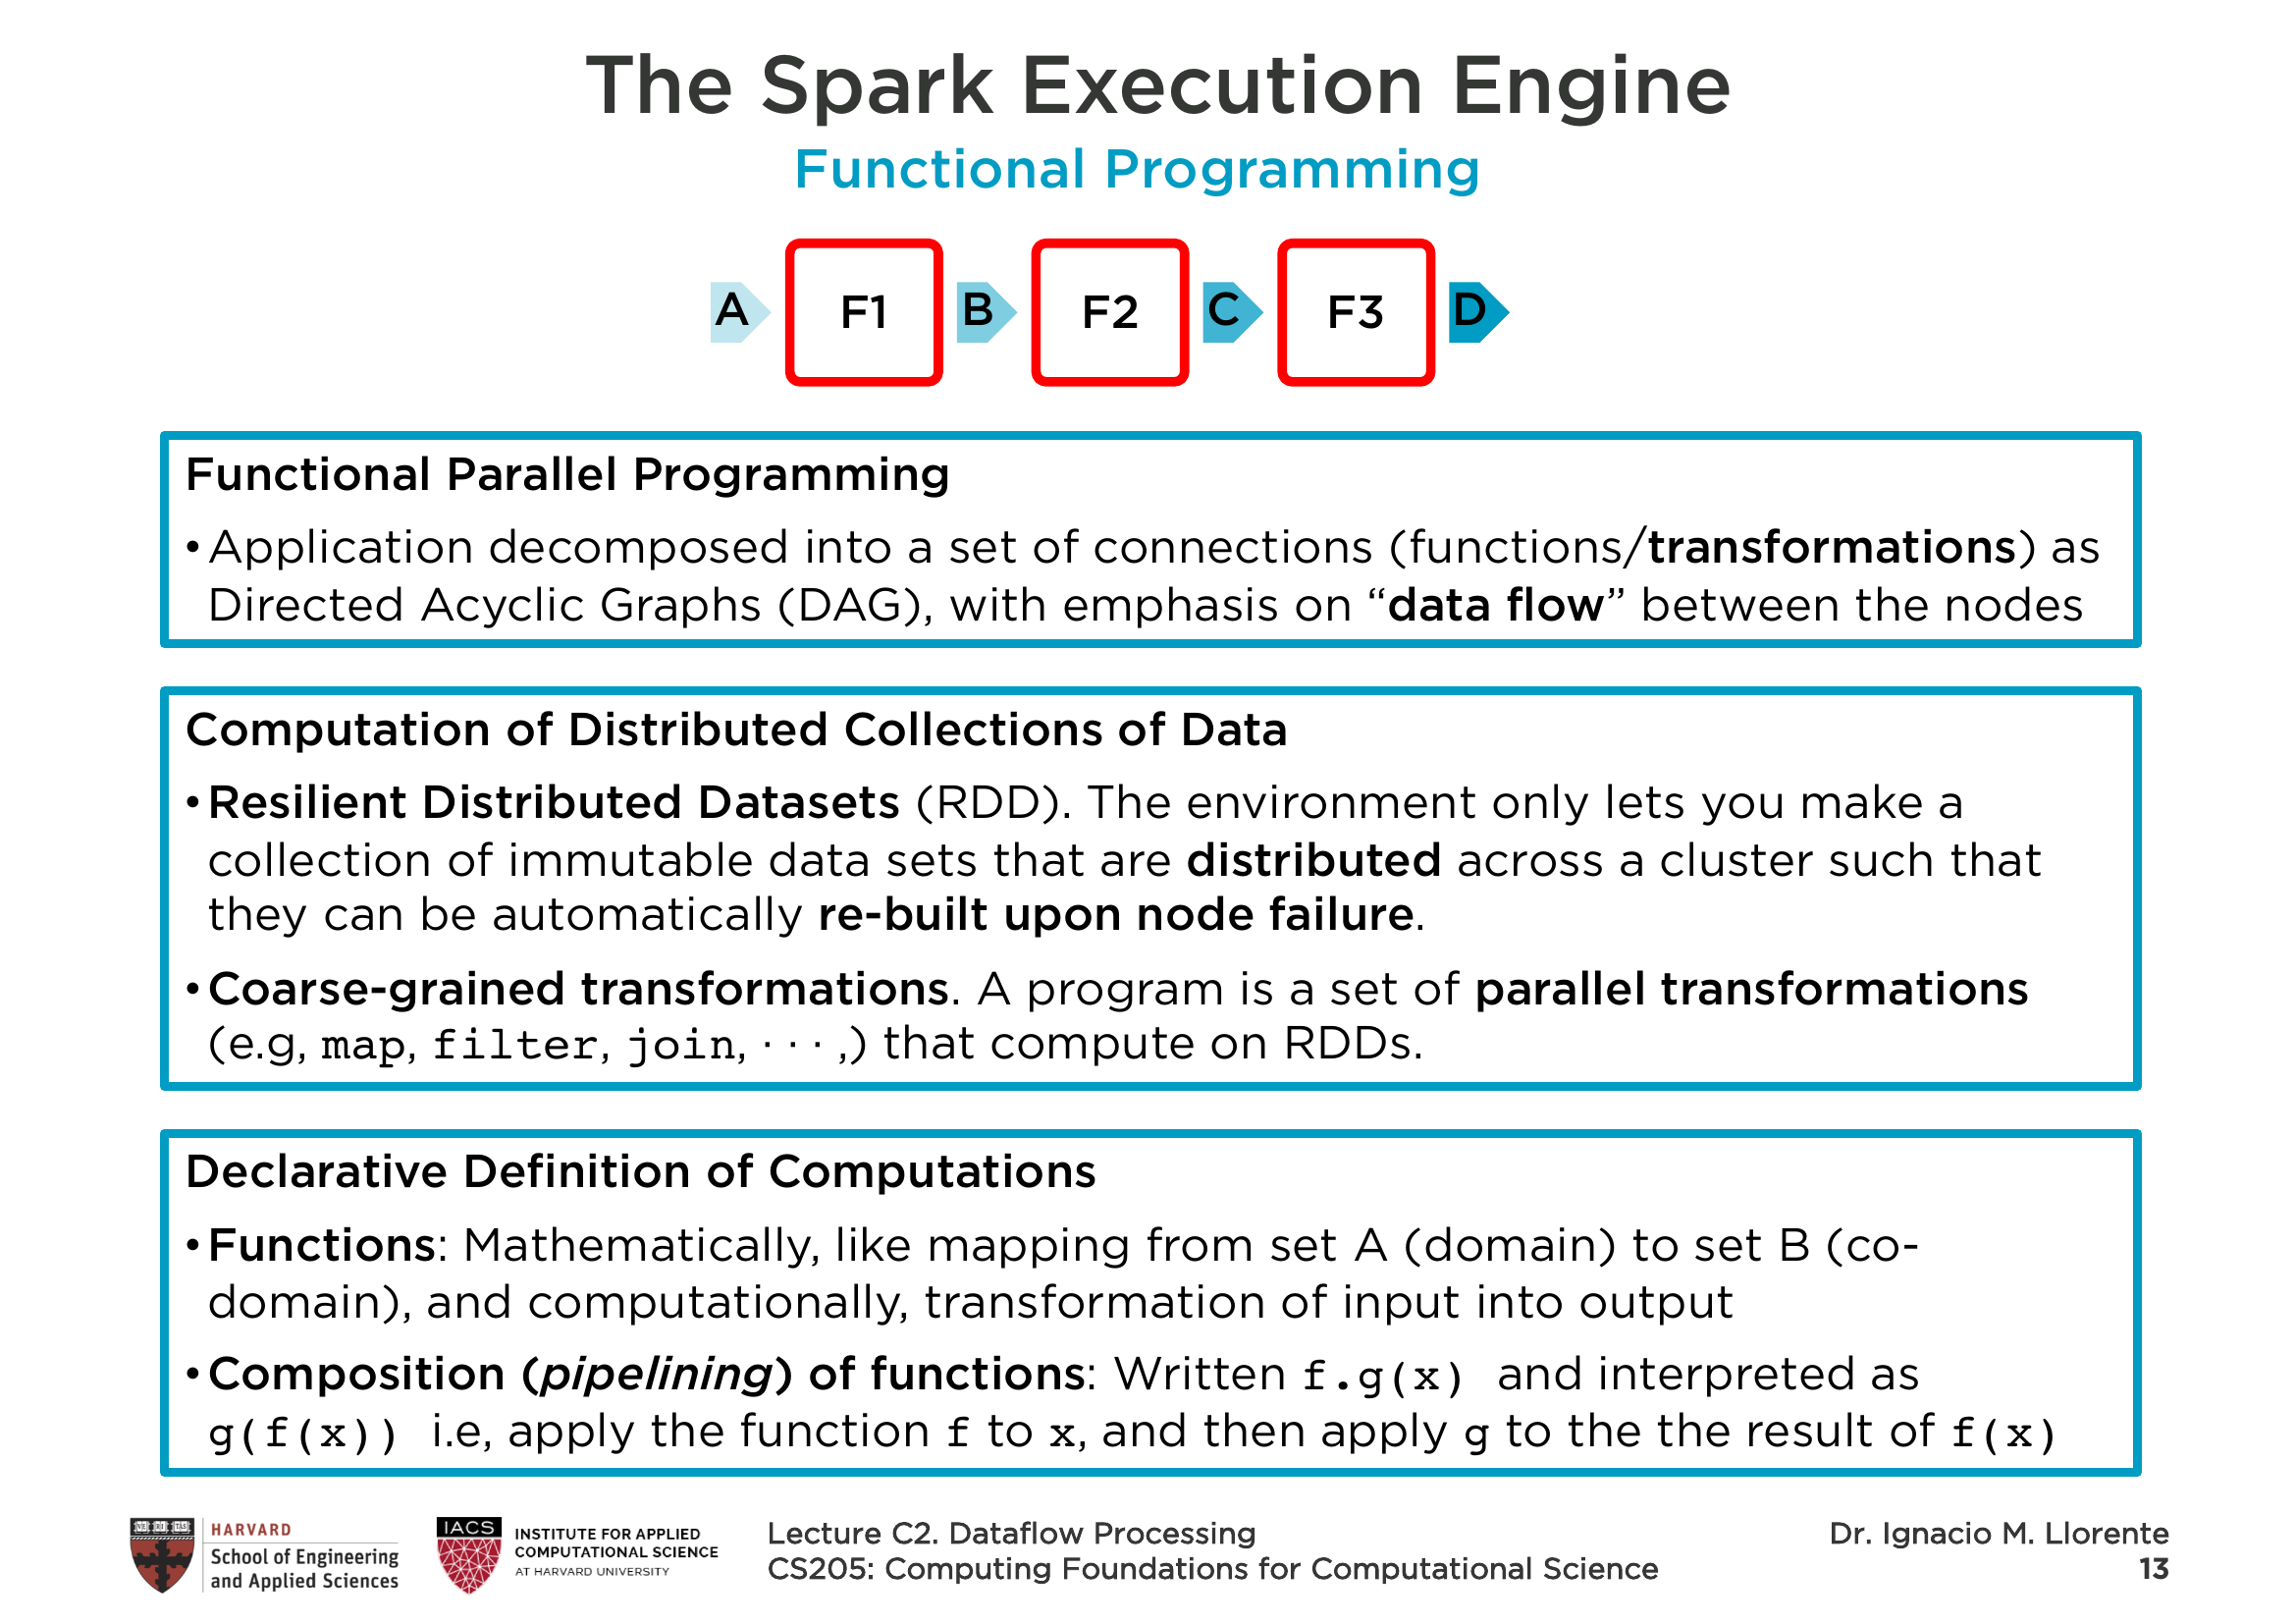 The Spark Execution Engine
Functional Programming
A F1 B F2 C F3 D
Functional Parallel Programming
• Application decomposed into a set of connections (functions/transformations) as
Directed Acyclic Graphs (DAG), with emphasis on “data flow” between the nodes
Computation of Distributed Collections of Data
• Resilient Distributed Datasets (RDD). The environment only lets you make a
collection of immutable data sets that are distributed across a cluster such that
they can be automatically re-built upon node failure.
• Coarse-grained transformations. A program is a set of parallel transformations
(e.g, map, filter, join, · · · ,) that compute on RDDs.
Declarative Definition of Computations
• Functions: Mathematically, like mapping from set A (domain) to set B (co-
domain), and computationally, transformation of input into output
• Composition (pipelining) of functions: Written f.g(x) and interpreted as
g(f(x)) i.e, apply the function f to x, and then apply g to the the result of f(x)
VE RI TAS
HARVARD
School of Engineering
and Applied Sciences
IACS
INSTITUTE FOR APPLIED
COMPUTATIONAL SCIENCE
AT HARVARD UNIVERSITY
Lecture C2. Dataflow Processing
CS205: Computing Foundations for Computational Science
Dr. Ignacio M. Llorente
13